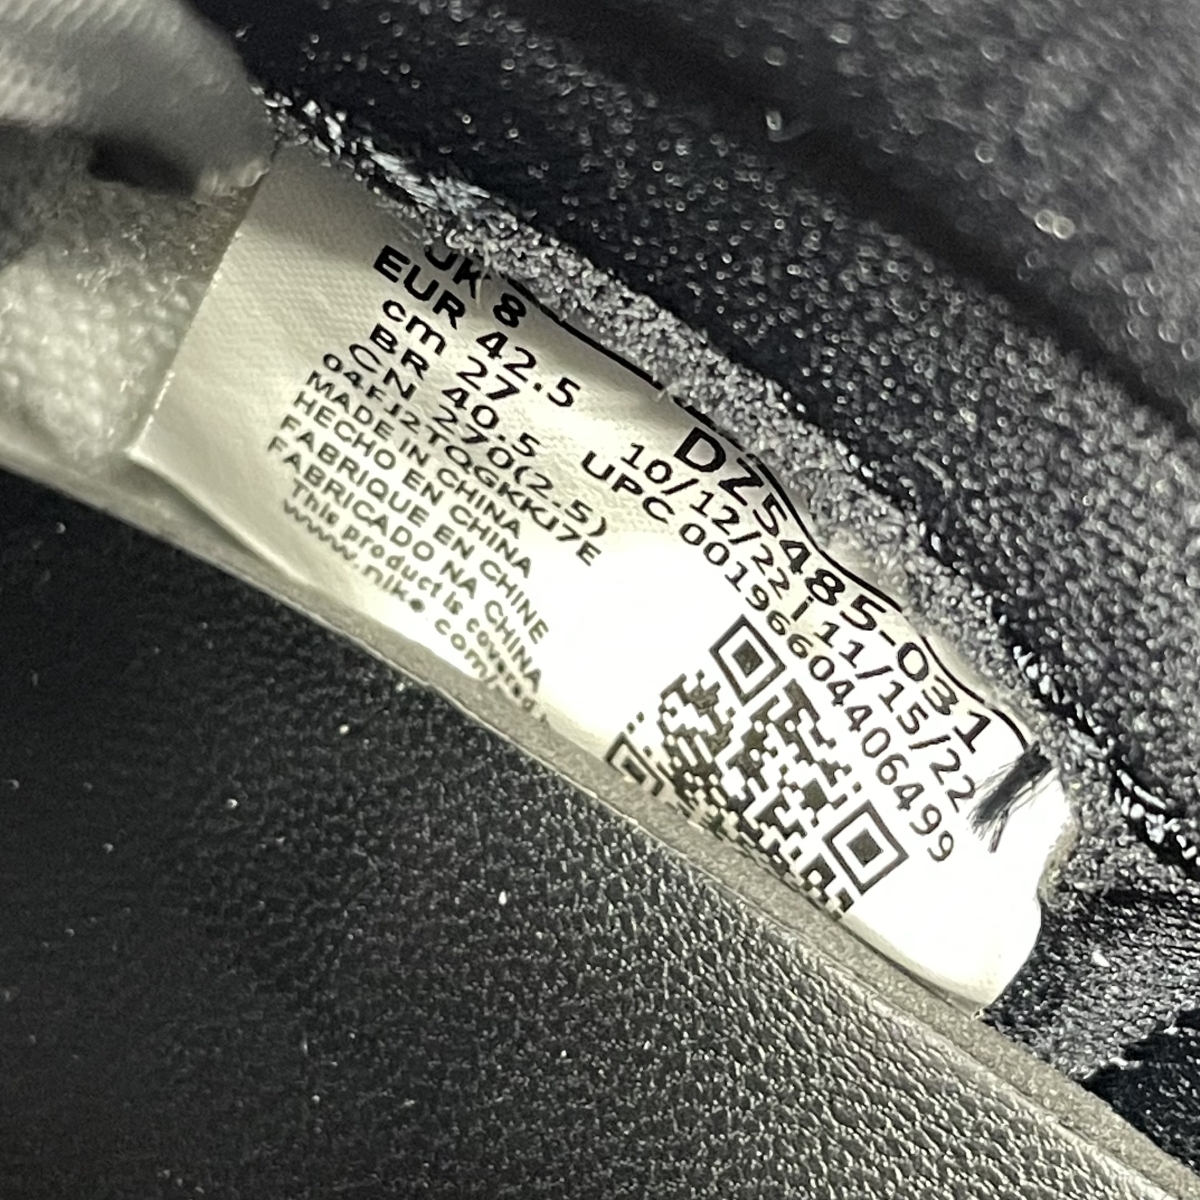 UK 8
EUR 42.5
cm 27
BR 40.5
CN 270(2.5)
04FJ2TQGKKJ7E
MADE IN CHINA
HECHO EN CHINA
FABRIQUE EN CHINE
FABRICADO NA CHINA
This product is covered
www.nike.com/
DZ5485-031
10/12/22 i 11/15/22
UPC 00196604406499